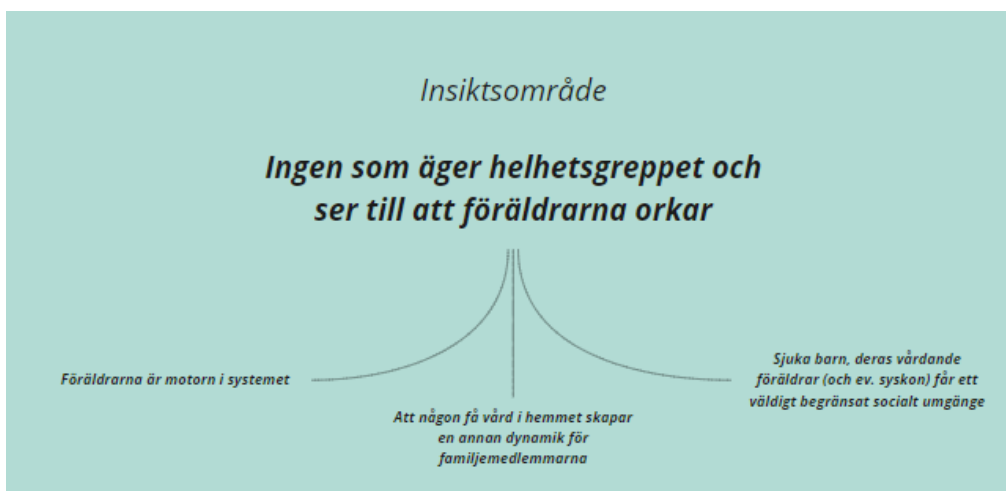 Insiktsområde
Ingen som äger helhetsgreppet och
ser till att föräldrarna orkar
Föräldrarna är motorn i systemet
Att någon få vård i hemmet skapar
en annan dynamik för
familjemedlemmarna
Sjuka barn, deras vårdande
föräldrar (och ev. syskon) får ett
väldigt begränsat socialt umgänge